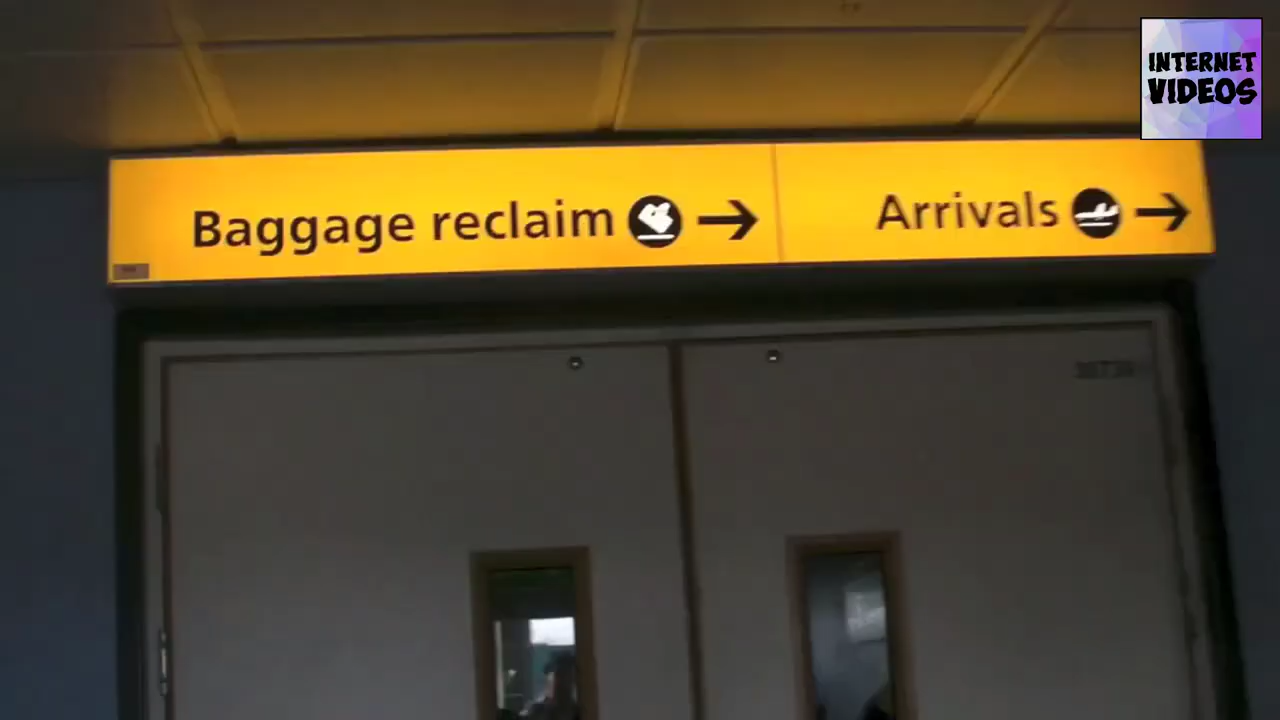 INTERNET
VIDEOS
Baggage reclaim → Arrivals →